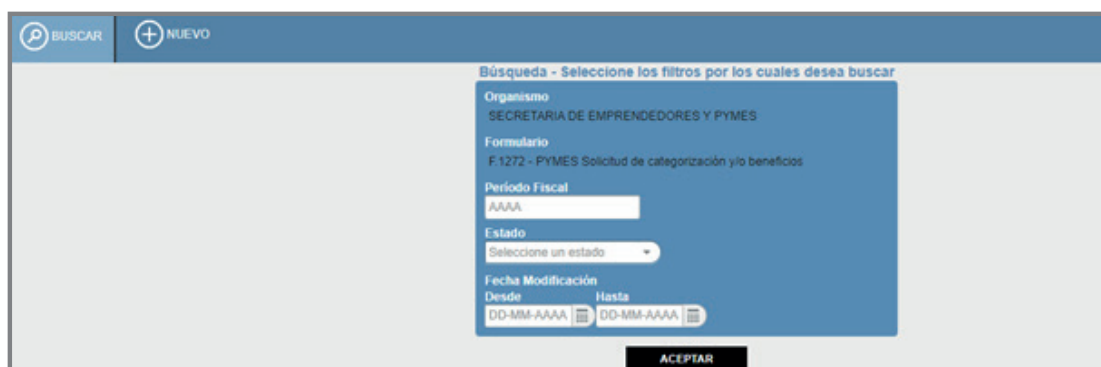 BUSCAR NUEVO
Búsqueda - Seleccione los filtros por los cuales desea buscar
Organismo
SECRETARIA DE EMPRENDEDORES Y PYMES
Formulario
F.1272 - PYMES Solicitud de categorización y/o beneficios
Período Fiscal
AAAA
Estado
Seleccione un estado
Fecha Modificación
Desde Hasta
DD-MM-AAAA DD-MM-AAAA
ACEPTAR